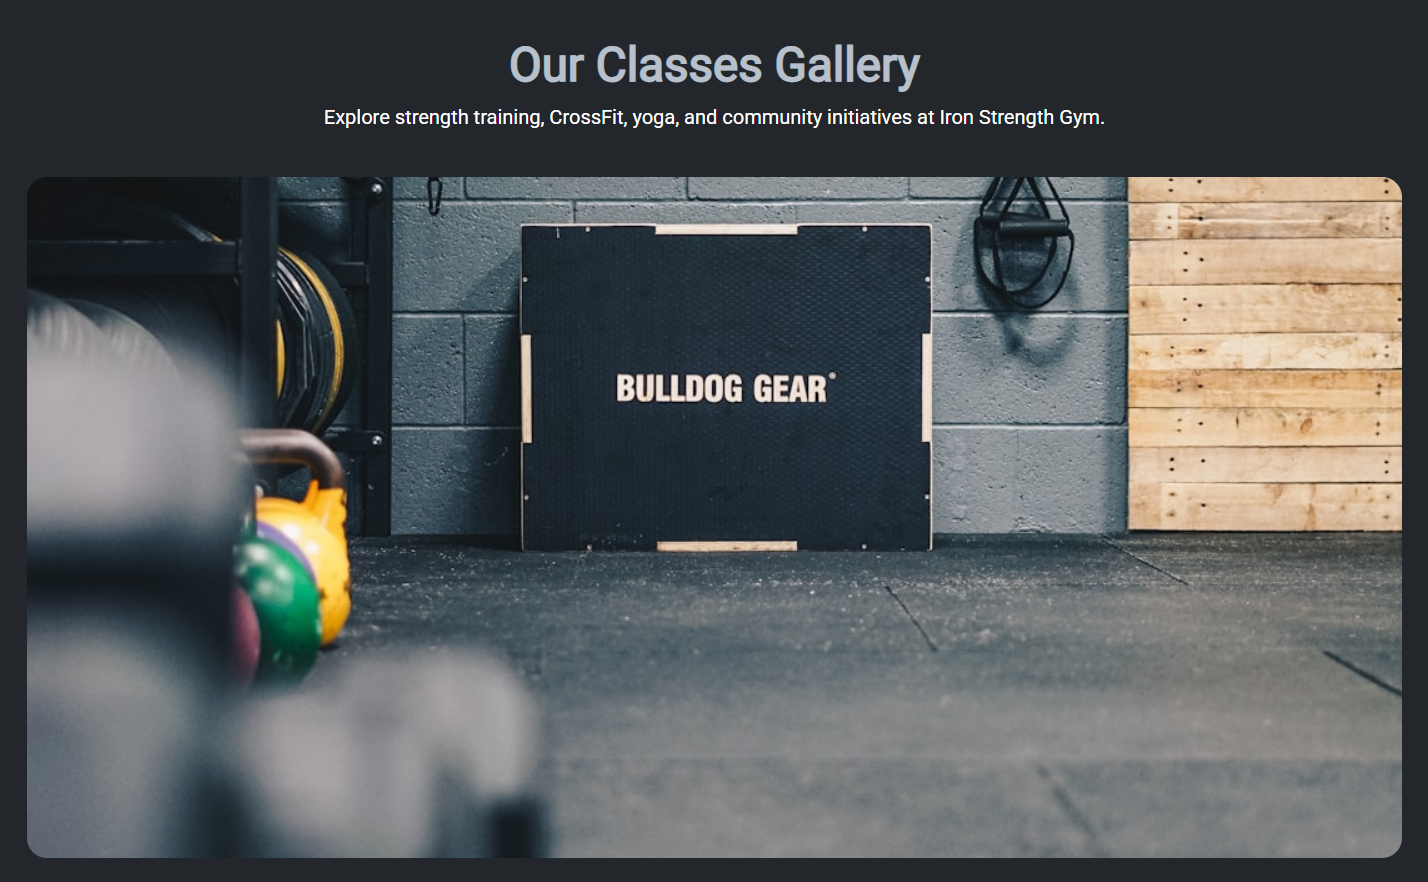 Our Classes Gallery
Explore strength training, CrossFit, yoga, and community initiatives at Iron Strength Gym.
BULLDOG GEAR®